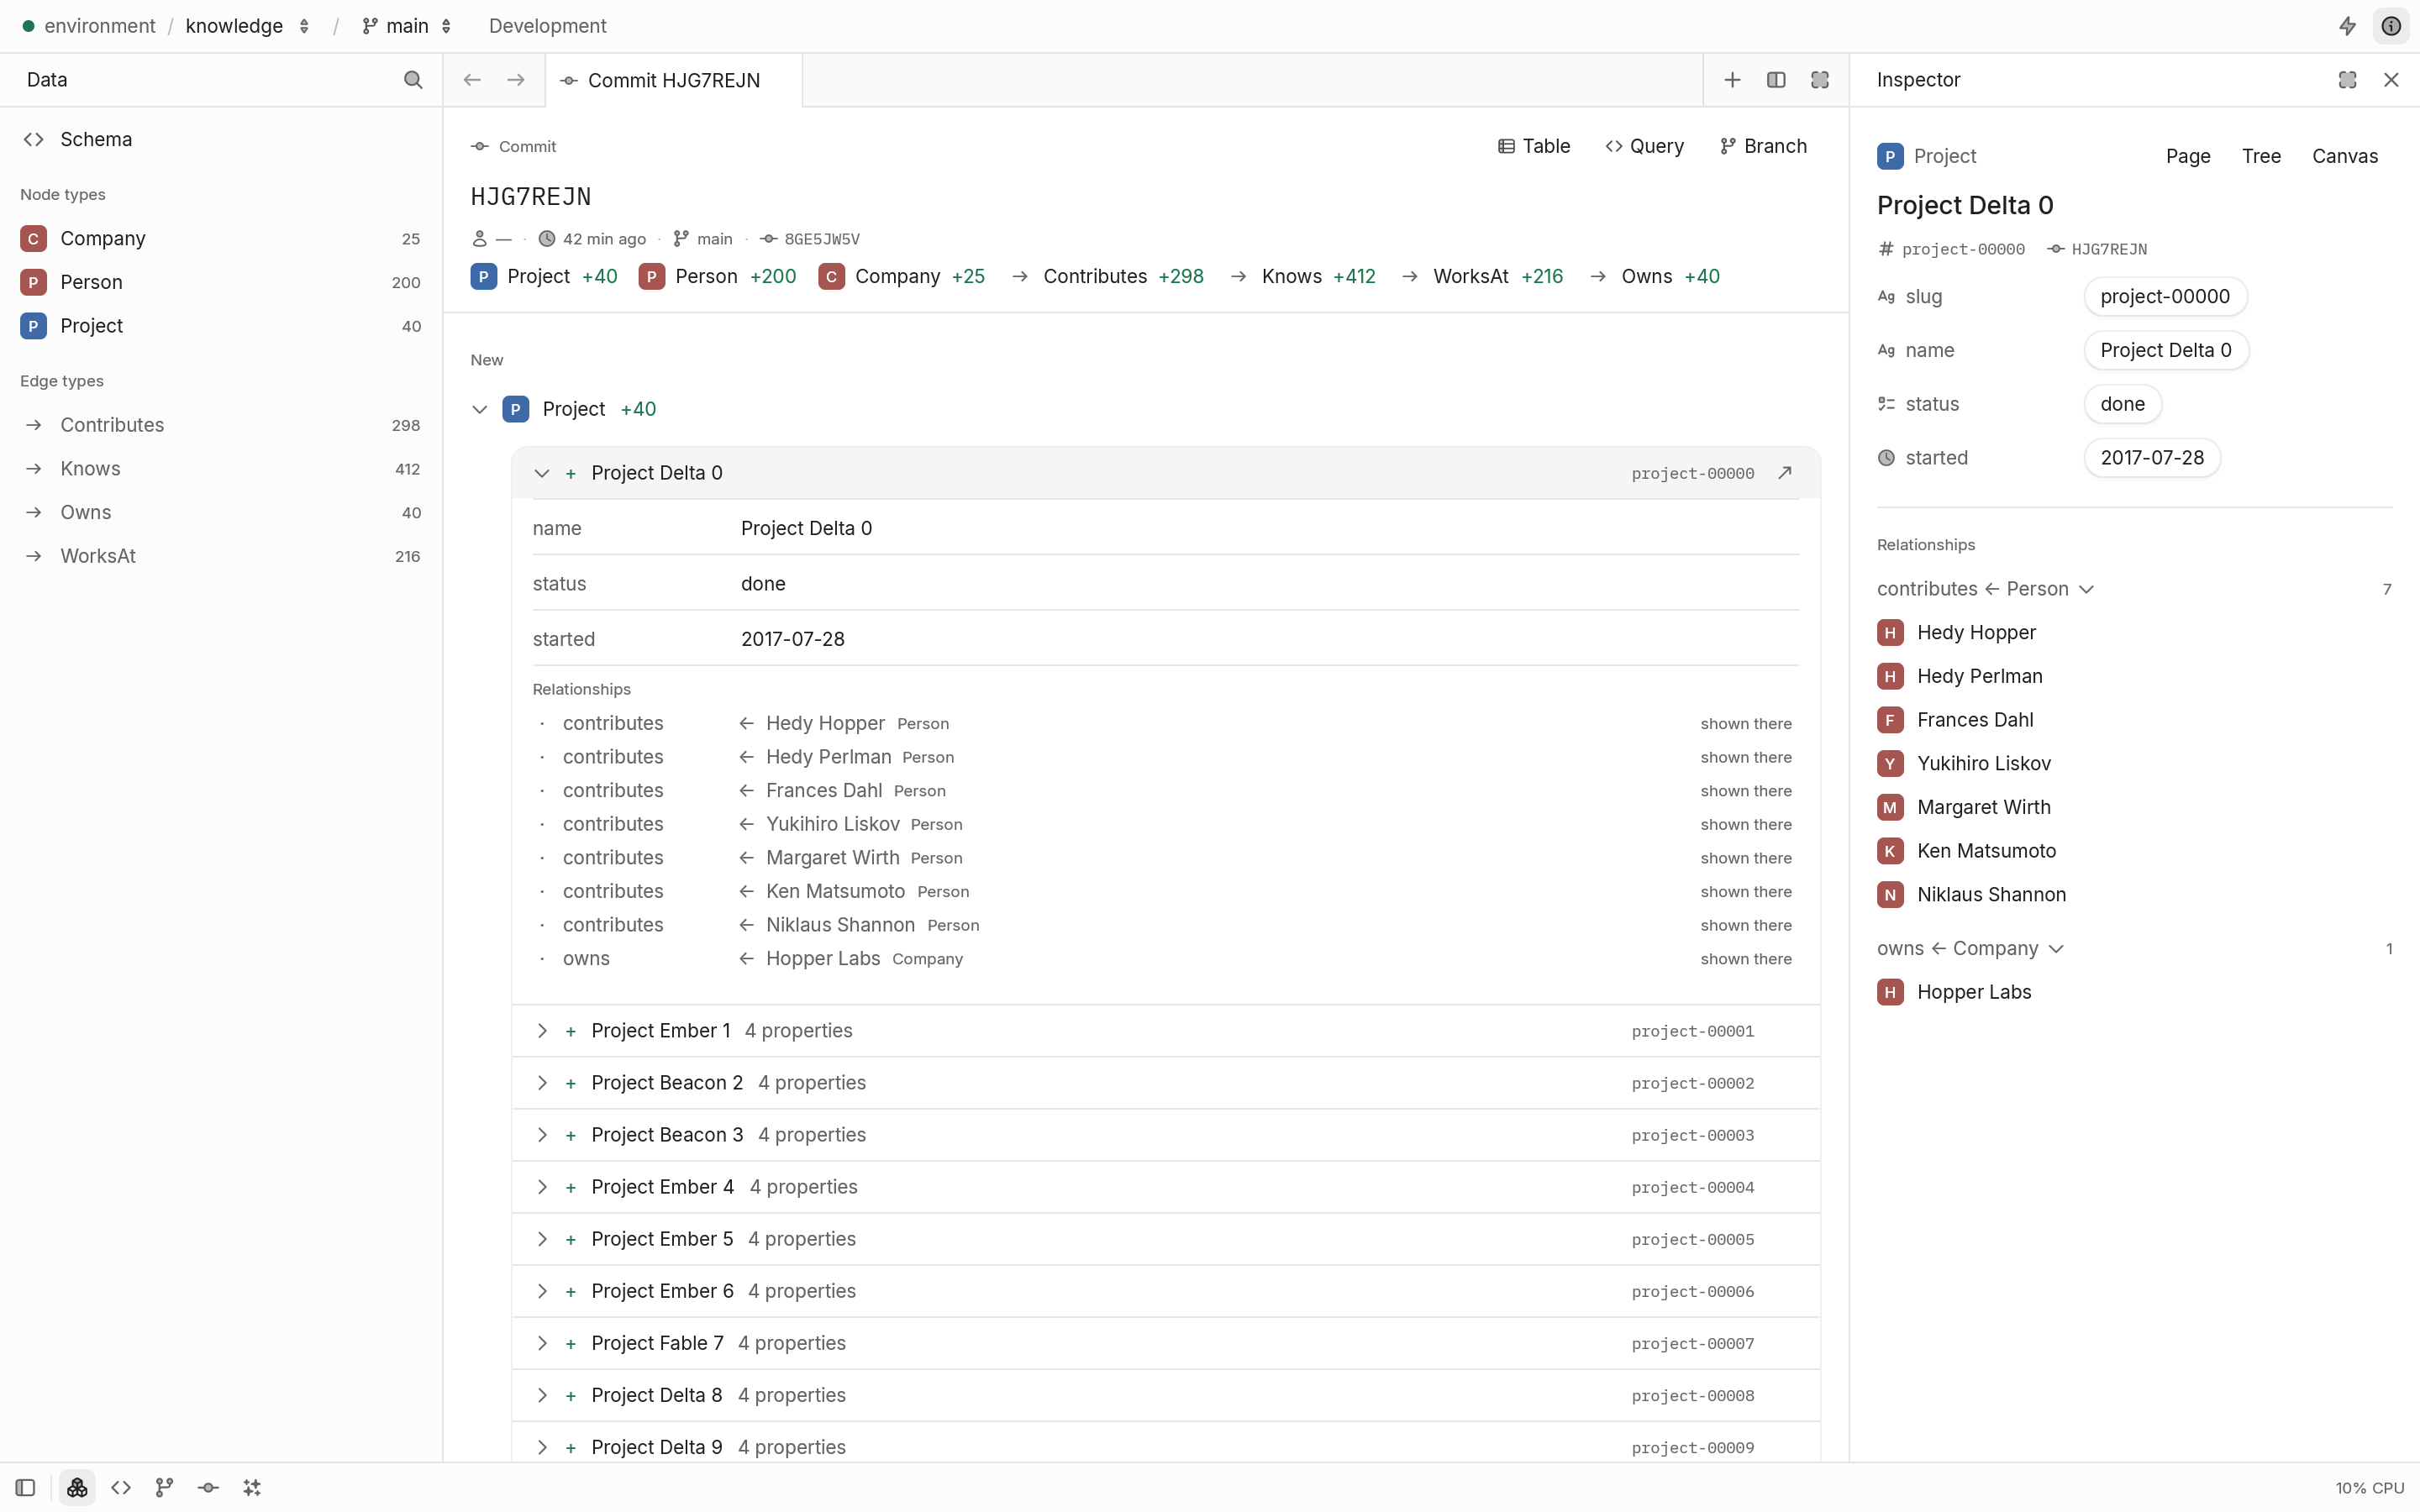 environment / knowledge / main Development
Data
Schema
Node types
C Company 25
P Person 200
P Project 40
Edge types
Contributes 298
Knows 412
Owns 40
WorksAt 216
Commit HJG7REJN
Commit
Table Query Branch
HJG7REJN
— · 42 min ago · main · 8GE5JW5V
P Project +40 P Person +200 C Company +25 → Contributes +298 → Knows +412 → WorksAt +216 → Owns +40
New
P Project +40
+ Project Delta 0 project-00000
name Project Delta 0
status done
started 2017-07-28
Relationships
· contributes ← Hedy Hopper Person shown there
· contributes ← Hedy Perlman Person shown there
· contributes ← Frances Dahl Person shown there
· contributes ← Yukihiro Liskov Person shown there
· contributes ← Margaret Wirth Person shown there
· contributes ← Ken Matsumoto Person shown there
· contributes ← Niklaus Shannon Person shown there
· owns ← Hopper Labs Company shown there
+ Project Ember 1 4 properties project-00001
+ Project Beacon 2 4 properties project-00002
+ Project Beacon 3 4 properties project-00003
+ Project Ember 4 4 properties project-00004
+ Project Ember 5 4 properties project-00005
+ Project Ember 6 4 properties project-00006
+ Project Fable 7 4 properties project-00007
+ Project Delta 8 4 properties project-00008
+ Project Delta 9 4 properties project-00009
Inspector
P Project Page Tree Canvas
Project Delta 0
# project-00000 HJG7REJN
Ag slug project-00000
Ag name Project Delta 0
status done
started 2017-07-28
Relationships
contributes ← Person 7
H Hedy Hopper
H Hedy Perlman
F Frances Dahl
Y Yukihiro Liskov
M Margaret Wirth
K Ken Matsumoto
N Niklaus Shannon
owns ← Company 1
H Hopper Labs
10% CPU